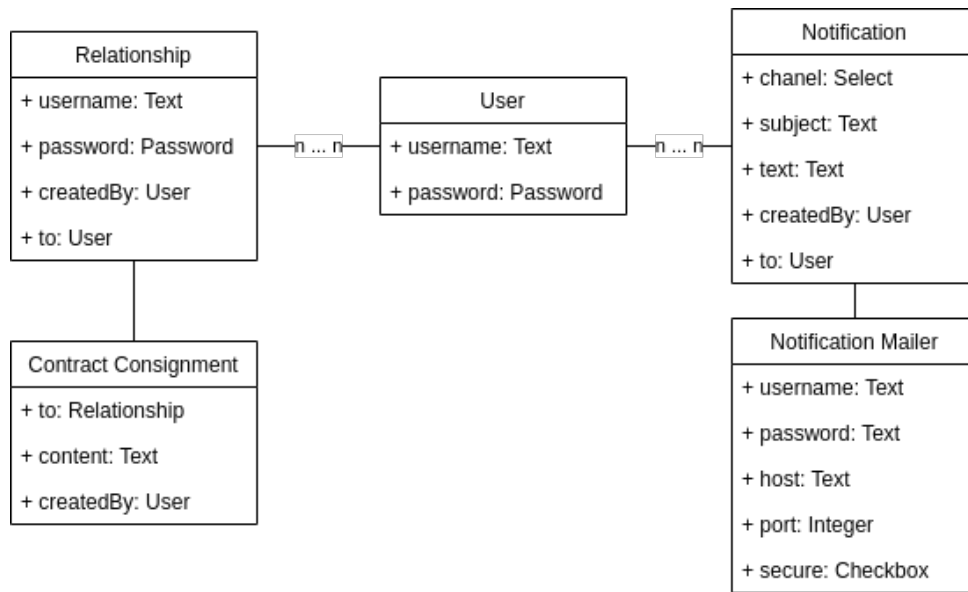 Relationship
+ username: Text
+ password: Password
+ createdBy: User
+ to: User
n ... n
User
+ username: Text
+ password: Password
n ... n
Notification
+ chanel: Select
+ subject: Text
+ text: Text
+ createdBy: User
+ to: User
Contract Consignment
+ to: Relationship
+ content: Text
+ createdBy: User
Notification Mailer
+ username: Text
+ password: Text
+ host: Text
+ port: Integer
+ secure: Checkbox